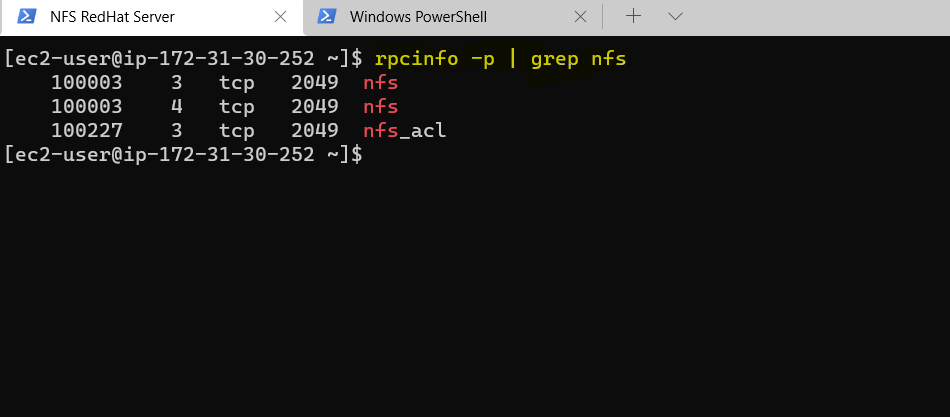 NFS RedHat Server
Windows PowerShell
[ec2-user@ip-172-31-30-252 ~]$ rpcinfo -p | grep nfs
    100003    3   tcp   2049  nfs
    100003    4   tcp   2049  nfs
    100227    3   tcp   2049  nfs_acl
[ec2-user@ip-172-31-30-252 ~]$